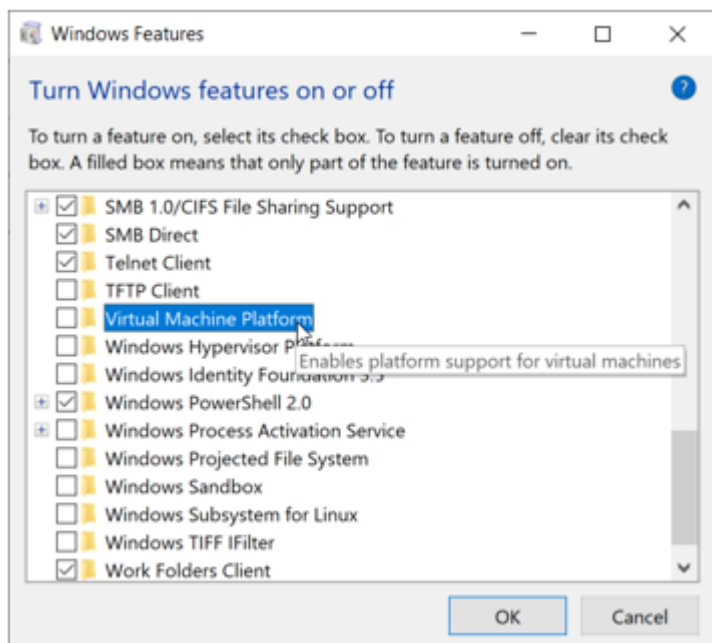 Windows Features
Turn Windows features on or off
?
To turn a feature on, select its check box. To turn a feature off, clear its check
box. A filled box means that only part of the feature is turned on.
SMB 1.0/CIFS File Sharing Support
SMB Direct
Telnet Client
TFTP Client
Virtual Machine Platform
Windows Hypervisor Platform
Enables platform support for virtual machines
Windows Identity Foundation 3.5
Windows PowerShell 2.0
Windows Process Activation Service
Windows Projected File System
Windows Sandbox
Windows Subsystem for Linux
Windows TIFF IFilter
Work Folders Client
OK
Cancel